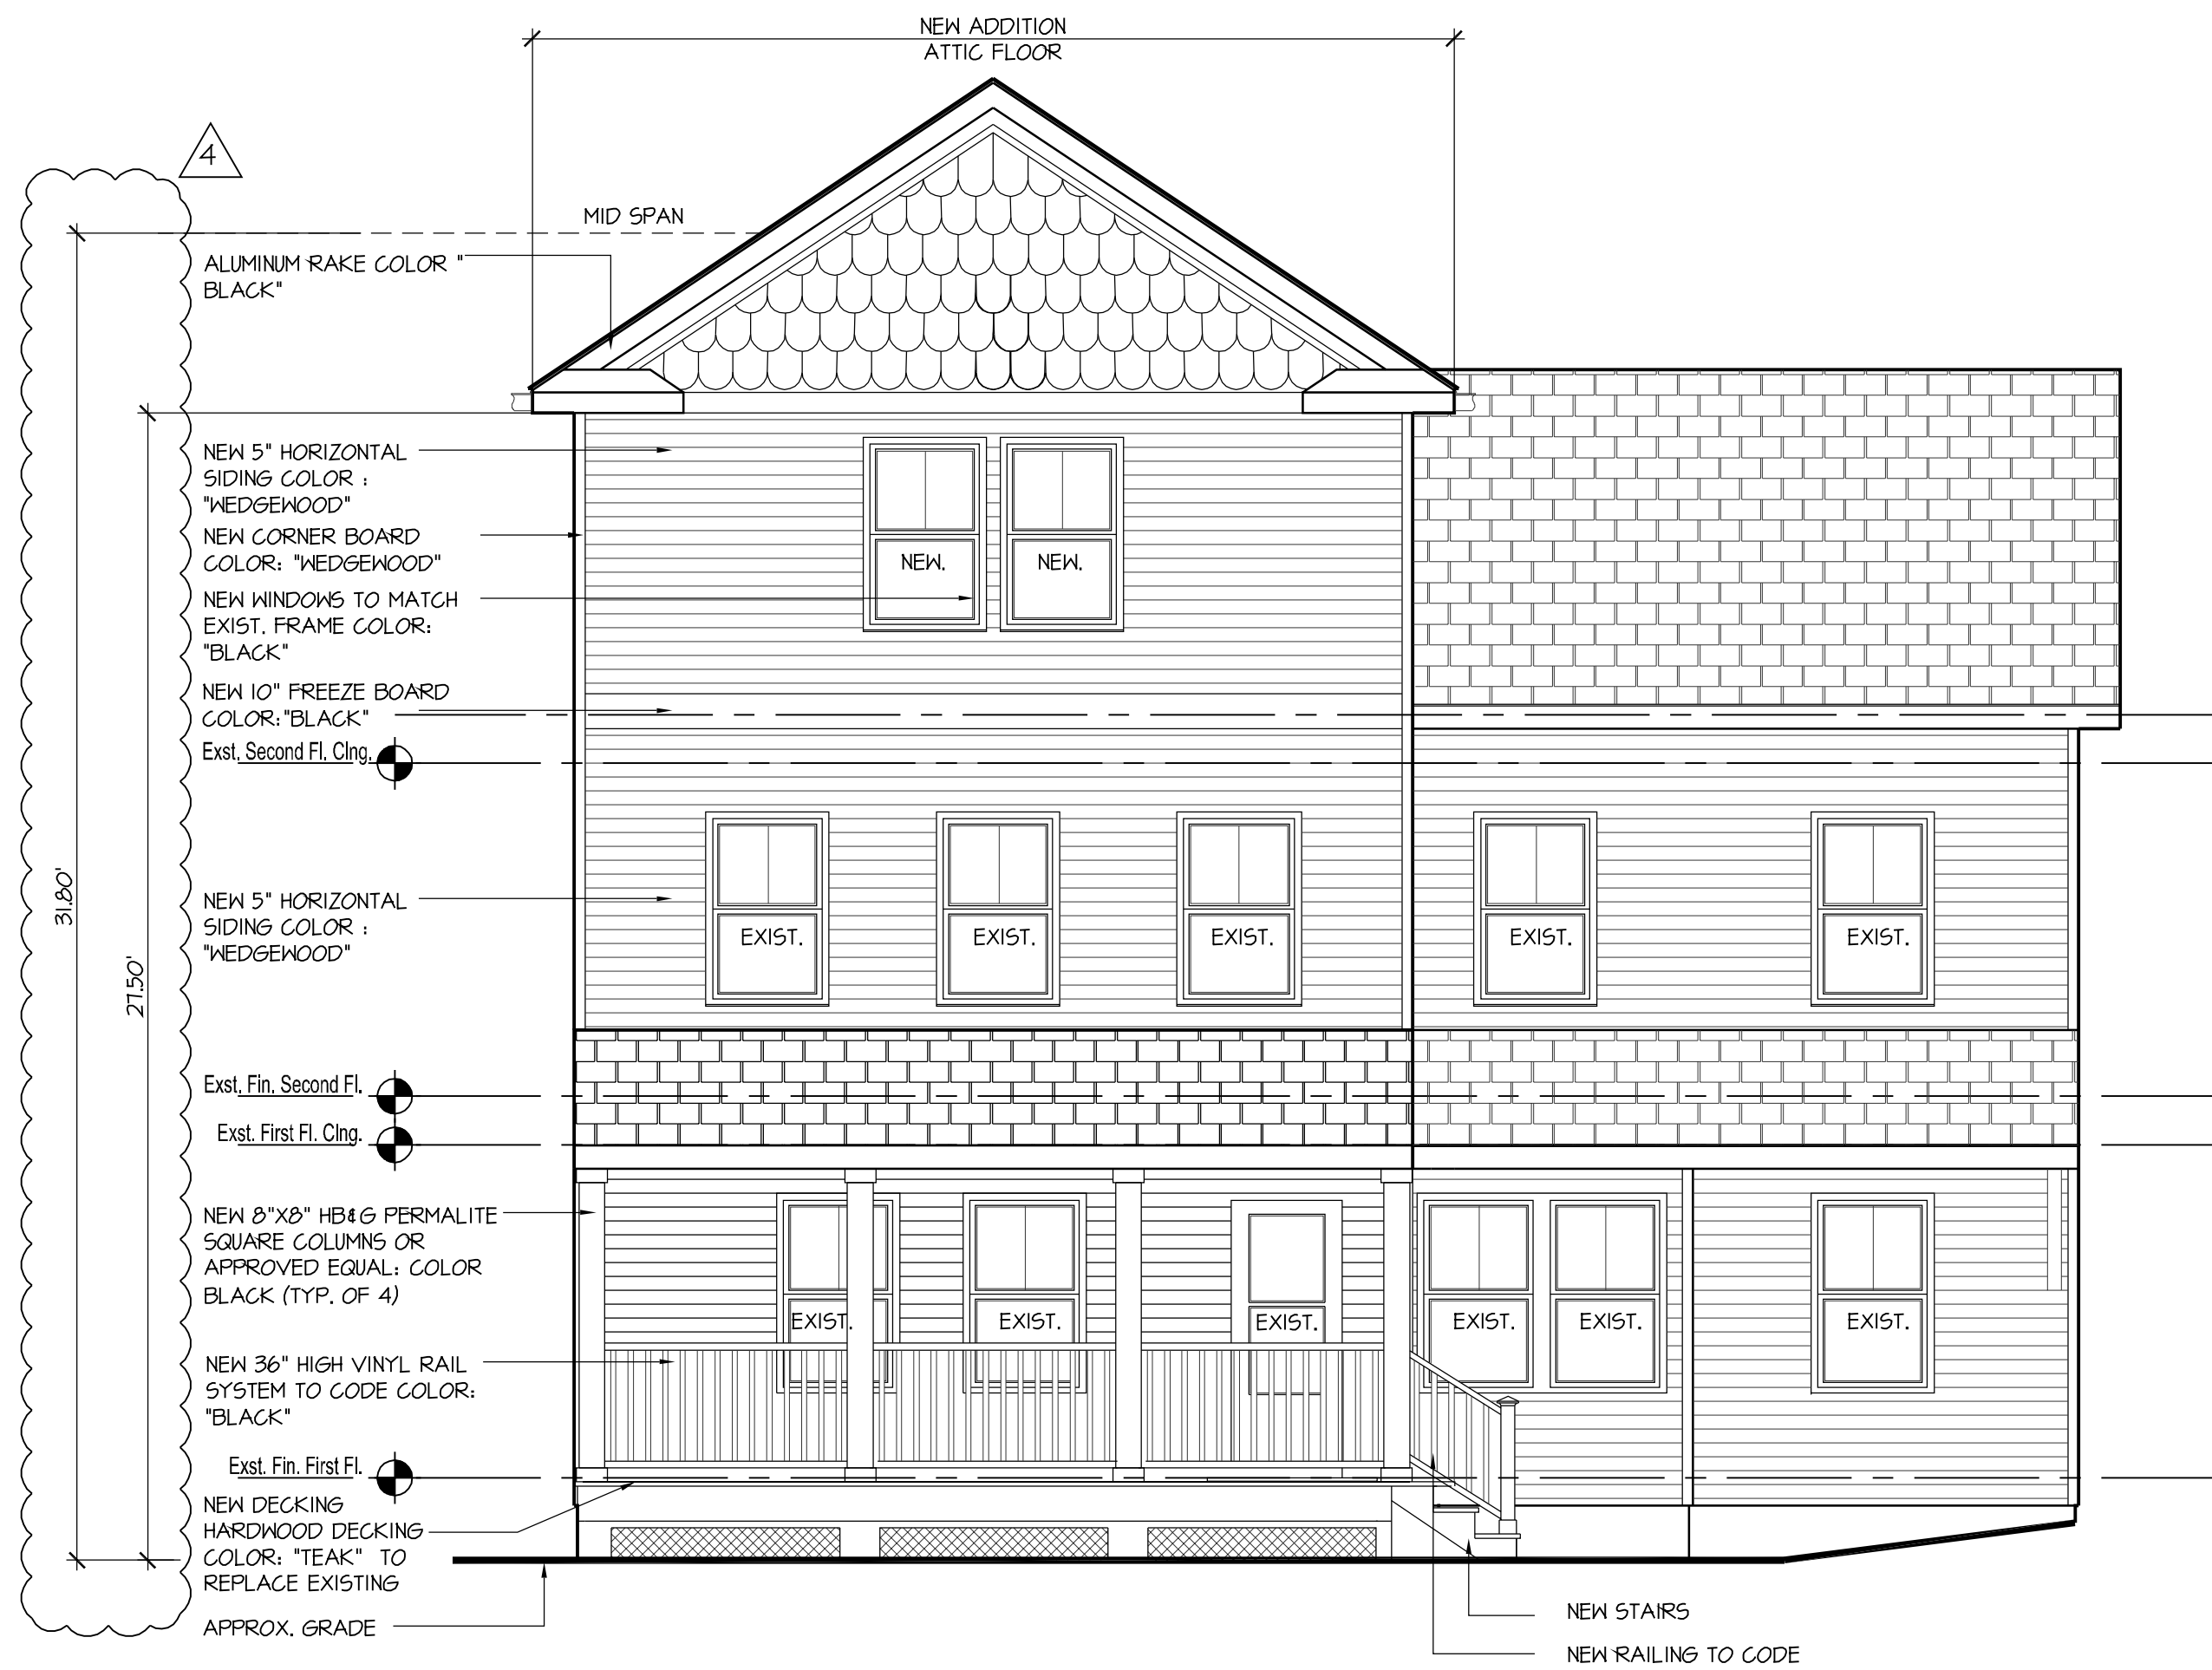 NEW ADDITION
ATTIC FLOOR
4
MID SPAN
ALUMINUM RAKE COLOR "
BLACK"
NEW 5" HORIZONTAL
SIDING COLOR :
"WEDGEWOOD"
NEW CORNER BOARD
COLOR: "WEDGEWOOD"
NEW WINDOWS TO MATCH
EXIST. FRAME COLOR:
"BLACK"
NEW. NEW.
NEW 10" FREEZE BOARD
COLOR:"BLACK"
Exst. Second Fl. Clng.
31.80'
27.50'
NEW 5" HORIZONTAL
SIDING COLOR :
"WEDGEWOOD"
EXIST. EXIST. EXIST. EXIST. EXIST.
Exst. Fin. Second Fl.
Exst. First Fl. Clng.
NEW 8"X8" HB&G PERMALITE
SQUARE COLUMNS OR
APPROVED EQUAL: COLOR
BLACK (TYP. OF 4)
EXIST. EXIST. EXIST. EXIST. EXIST. EXIST.
NEW 36" HIGH VINYL RAIL
SYSTEM TO CODE COLOR:
"BLACK"
Exst. Fin. First Fl.
NEW DECKING
HARDWOOD DECKING
COLOR: "TEAK" TO
REPLACE EXISTING
APPROX. GRADE
NEW STAIRS
NEW RAILING TO CODE